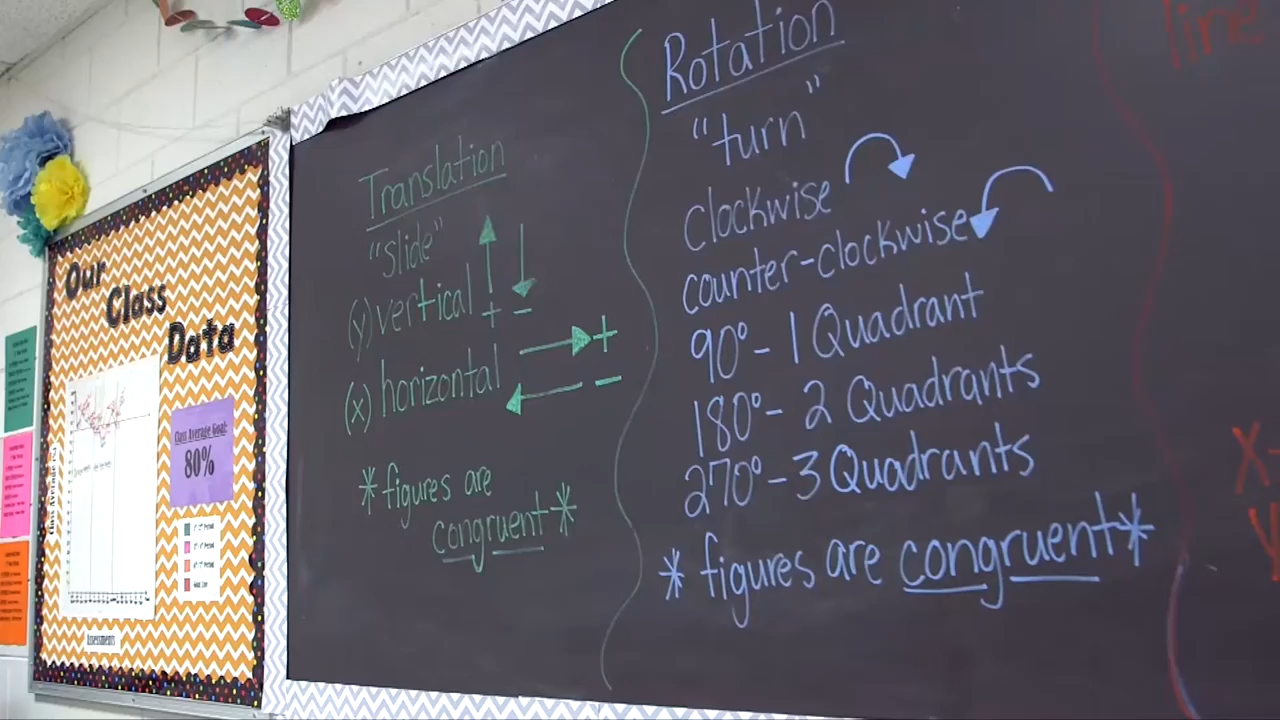 Our
Class
Data
Class Average Goal:
80%
Assessments
Translation
"slide"
(y) vertical
+ -
(x) horizontal
+
-
*figures are
congruent*
Rotation
"turn"
clockwise
counter-clockwise
90° - 1 Quadrant
180° - 2 Quadrants
270° - 3 Quadrants
* figures are congruent*
line